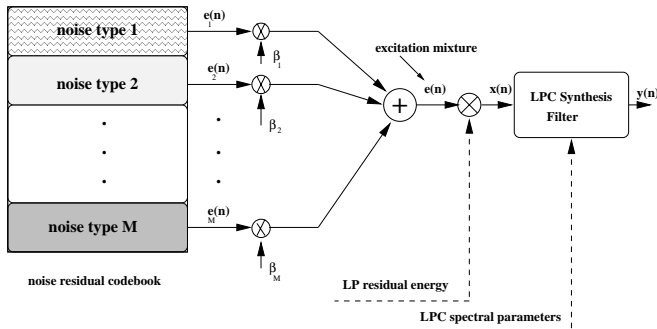 noise type 1
e (n)
1
β
1
noise type 2
e (n)
2
β
2
noise type M
e (n)
M
β
M
noise residual codebook
excitation mixture
+
e(n)
x(n)
LPC Synthesis
Filter
y(n)
LP residual energy
LPC spectral parameters